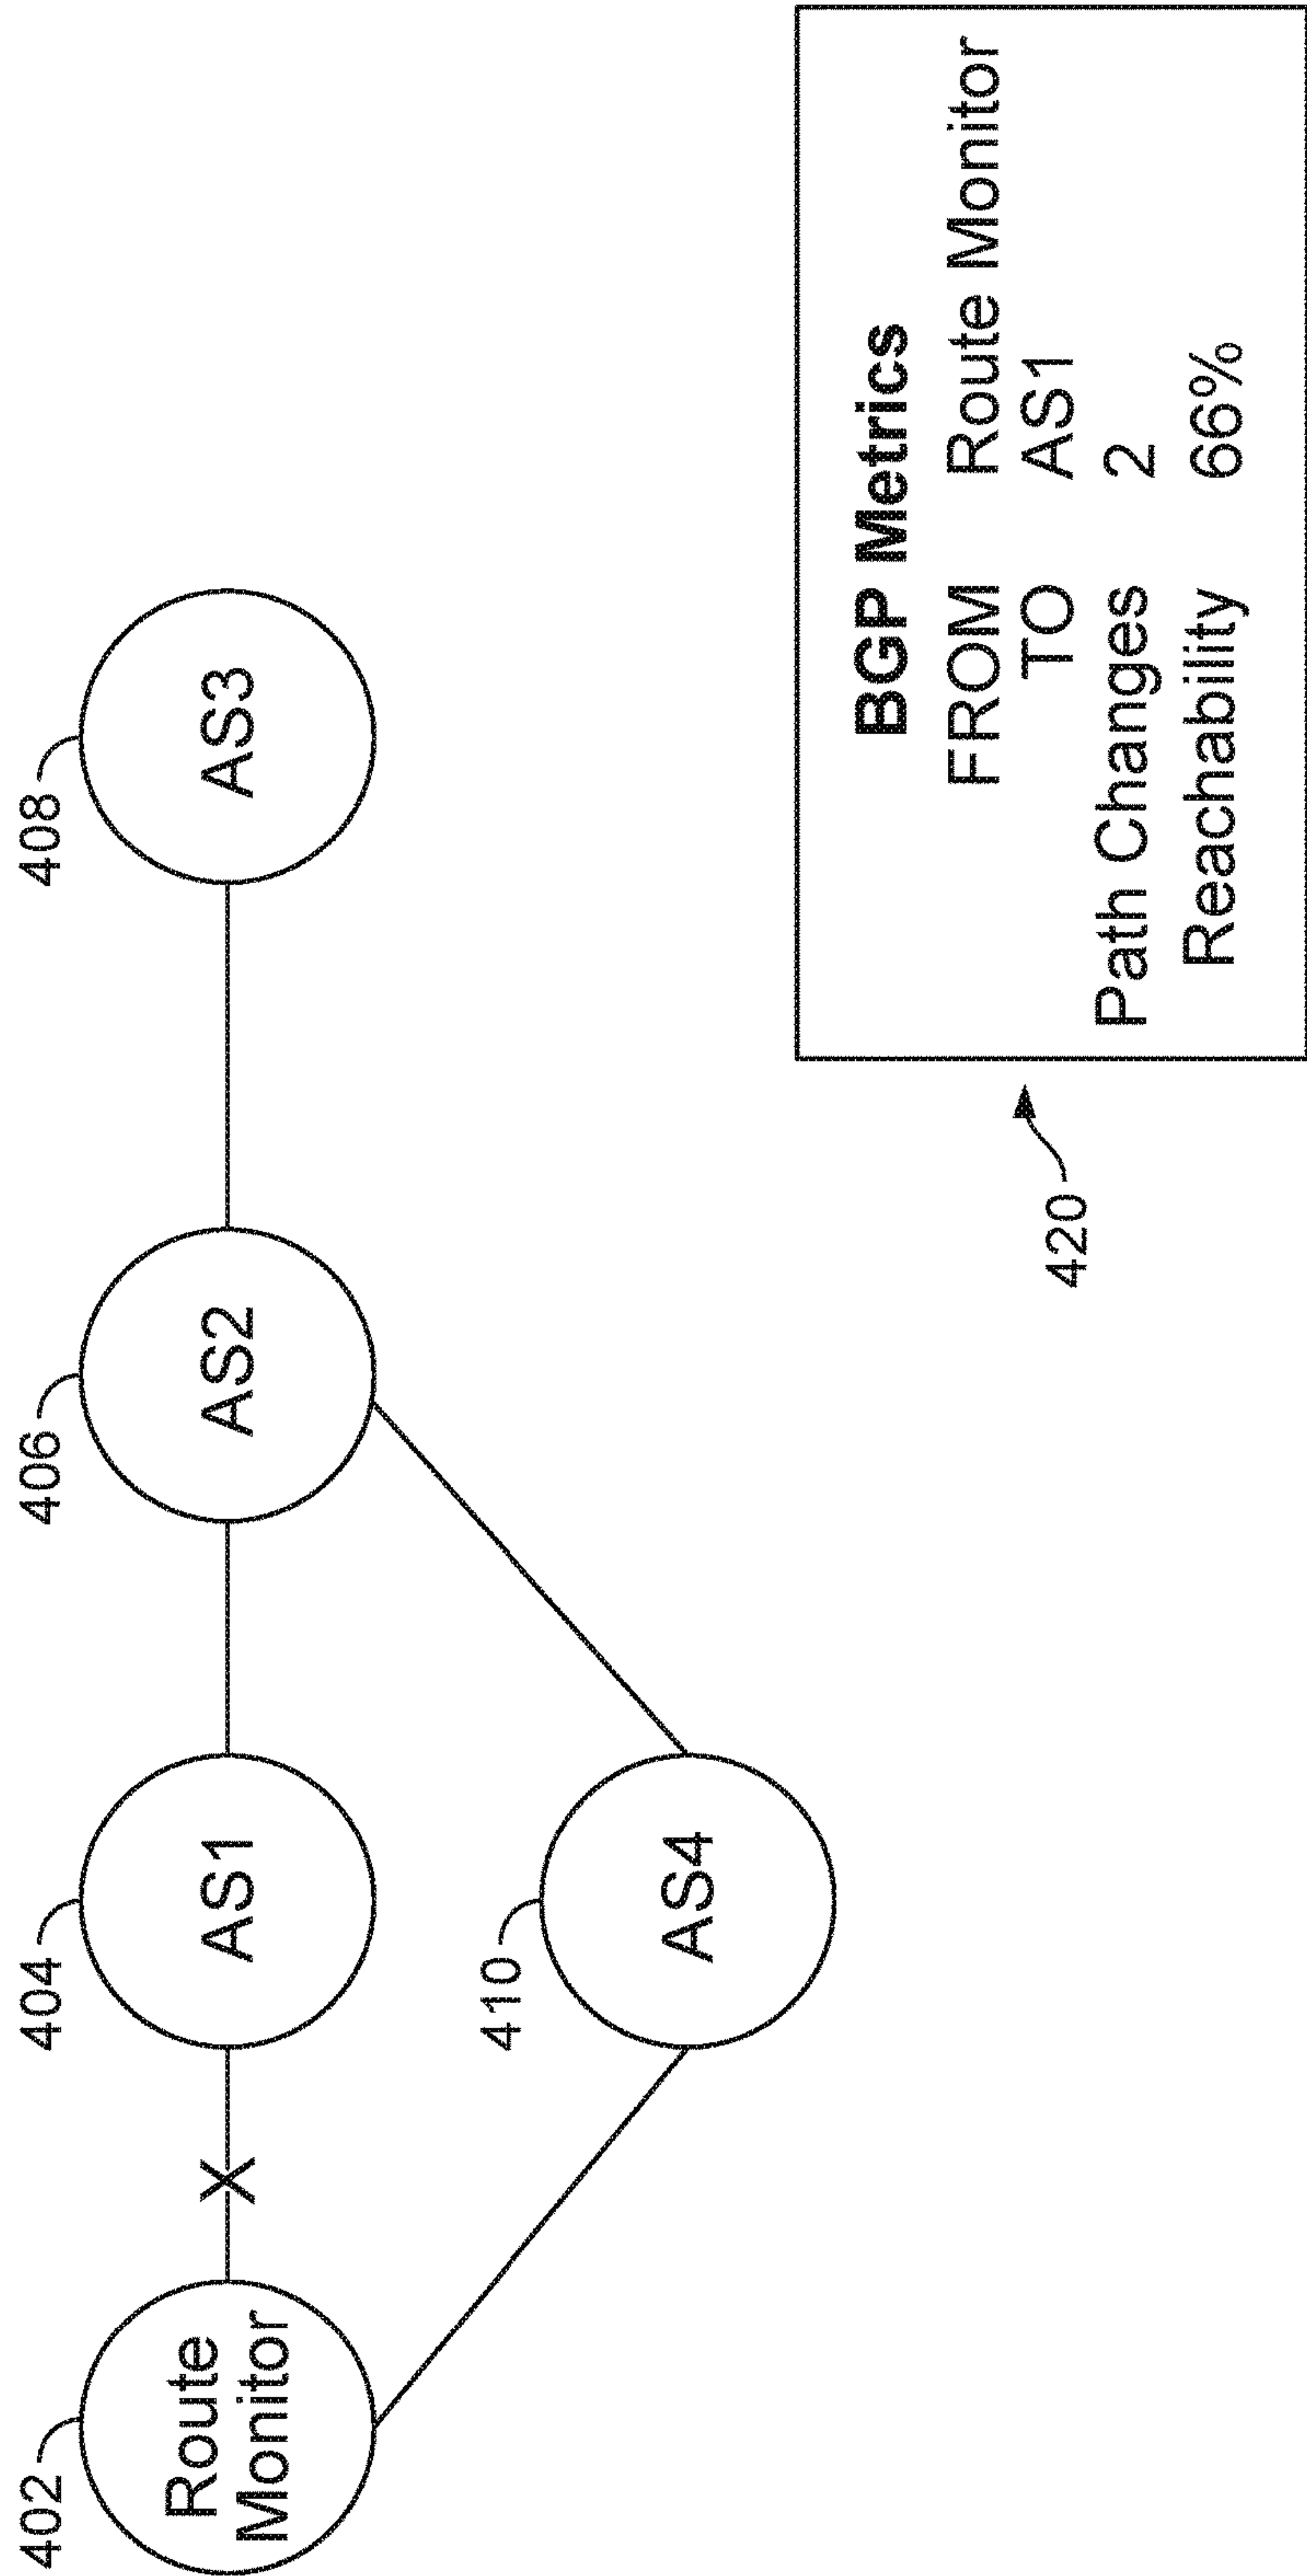 402
Route
Monitor
X
404
AS1
406
AS2
408
AS3
410
AS4
420
BGP Metrics
FROM Route Monitor
TO AS1
Path Changes 2
Reachability 66%